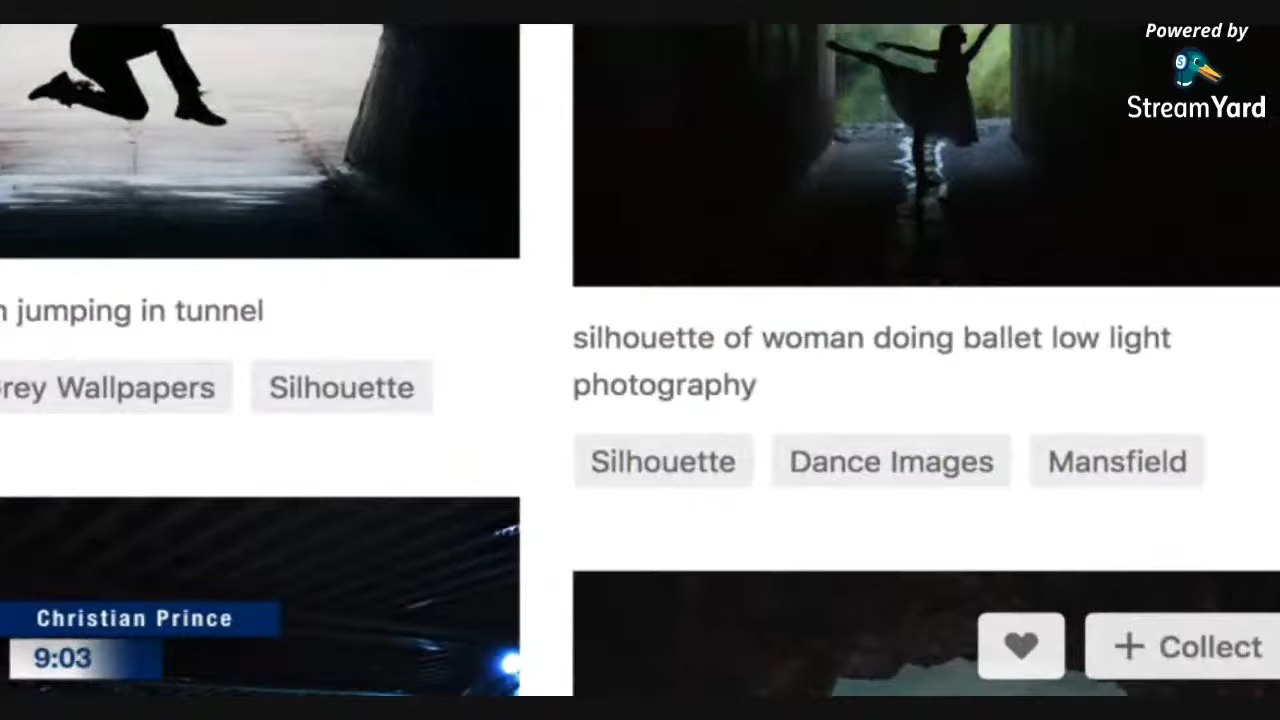 Powered by
StreamYard
n jumping in tunnel
rey Wallpapers
Silhouette
silhouette of woman doing ballet low light
photography
Silhouette
Dance Images
Mansfield
Christian Prince
9:03
+ Collect